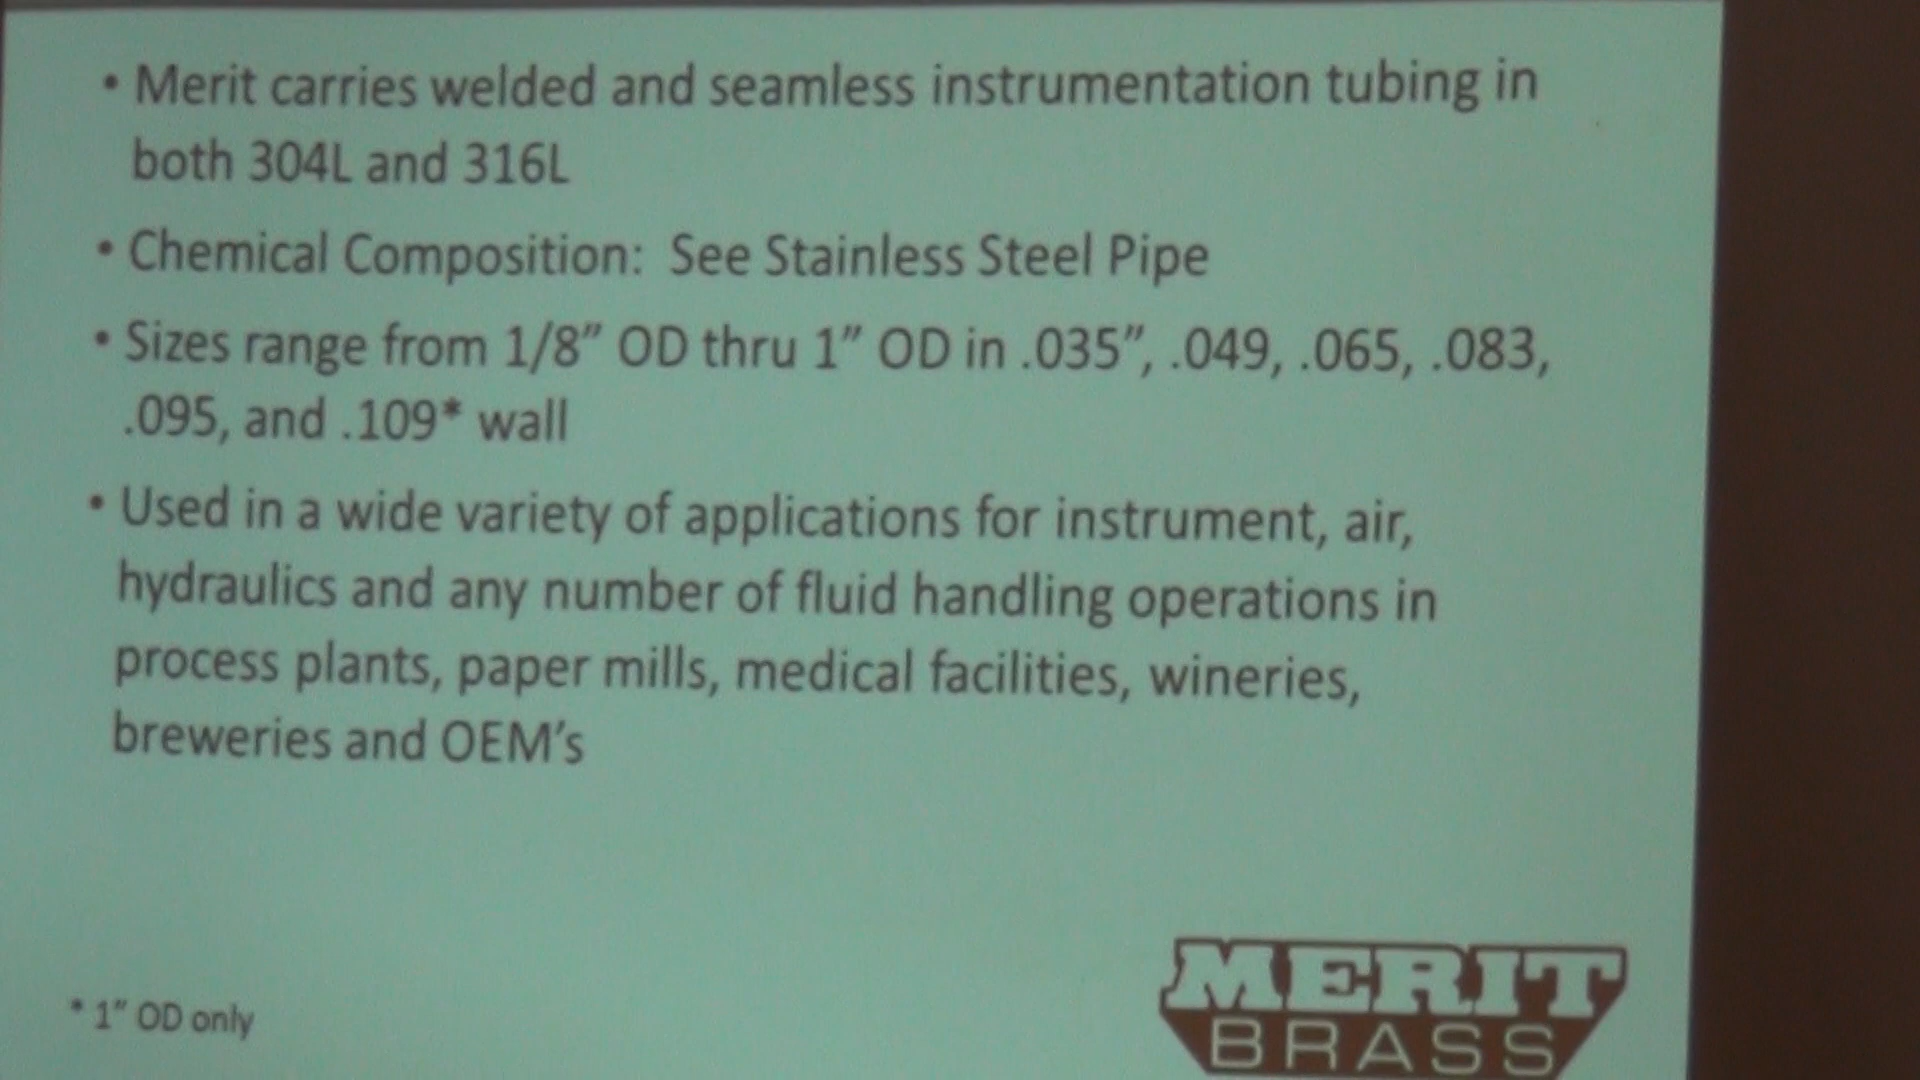 • Merit carries welded and seamless instrumentation tubing in
both 304L and 316L
• Chemical Composition:  See Stainless Steel Pipe
• Sizes range from 1/8” OD thru 1” OD in .035”, .049, .065, .083,
.095, and .109* wall
• Used in a wide variety of applications for instrument, air,
hydraulics and any number of fluid handling operations in
process plants, paper mills, medical facilities, wineries,
breweries and OEM’s
* 1” OD only
MERIT
BRASS